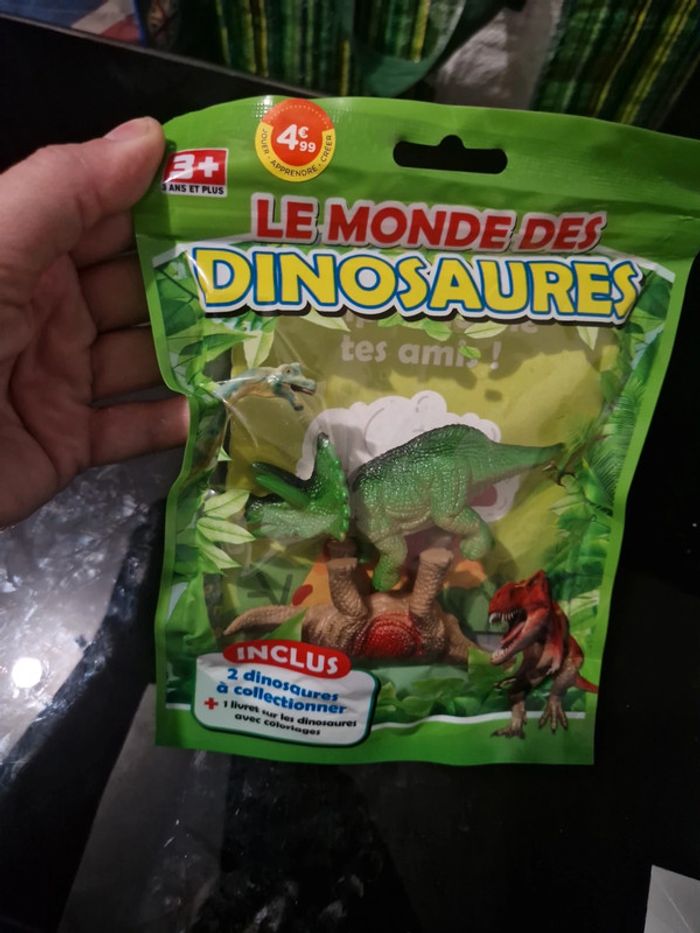 3+
3 ANS ET PLUS
4€99
JOUER • APPRENDRE • CRÉER
LE MONDE DES
DINOSAURES
tes amis !
INCLUS
2 dinosaures
à collectionner
+ 1 livret sur les dinosaures
avec coloriages